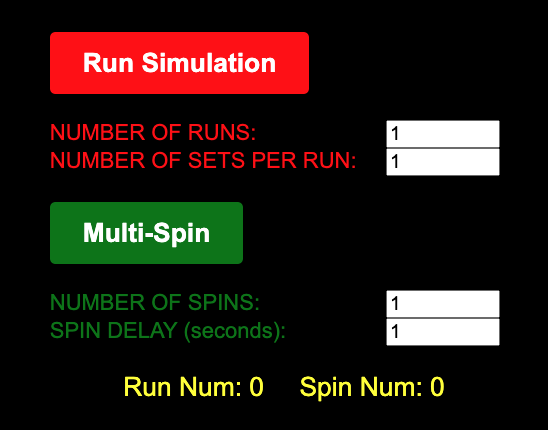 Run Simulation
NUMBER OF RUNS: 1
NUMBER OF SETS PER RUN: 1
Multi-Spin
NUMBER OF SPINS: 1
SPIN DELAY (seconds): 1
Run Num: 0 Spin Num: 0